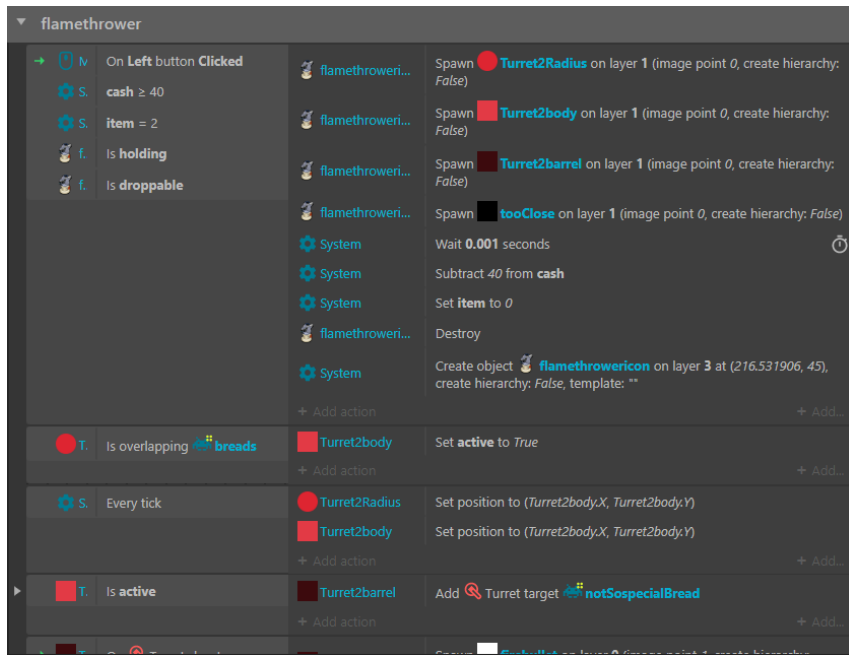 flamethrower
M On Left button Clicked
S. cash ≥ 40
S. item = 2
f. Is holding
f. Is droppable
flamethroweri... Spawn Turret2Radius on layer 1 (image point 0, create hierarchy:
False)
flamethroweri... Spawn Turret2body on layer 1 (image point 0, create hierarchy:
False)
flamethroweri... Spawn Turret2barrel on layer 1 (image point 0, create hierarchy:
False)
flamethroweri... Spawn tooClose on layer 1 (image point 0, create hierarchy: False)
System Wait 0.001 seconds
System Subtract 40 from cash
System Set item to 0
flamethroweri... Destroy
System Create object flamethrowericon on layer 3 at (216.531906, 45),
create hierarchy: False, template: ""
+ Add action + Add...
T. Is overlapping breads Turret2body Set active to True
+ Add action + Add...
S. Every tick Turret2Radius Set position to (Turret2body.X, Turret2body.Y)
Turret2body Set position to (Turret2body.X, Turret2body.Y)
+ Add action + Add...
T. Is active Turret2barrel Add Turret target notSospecialBread
+ Add action + Add...